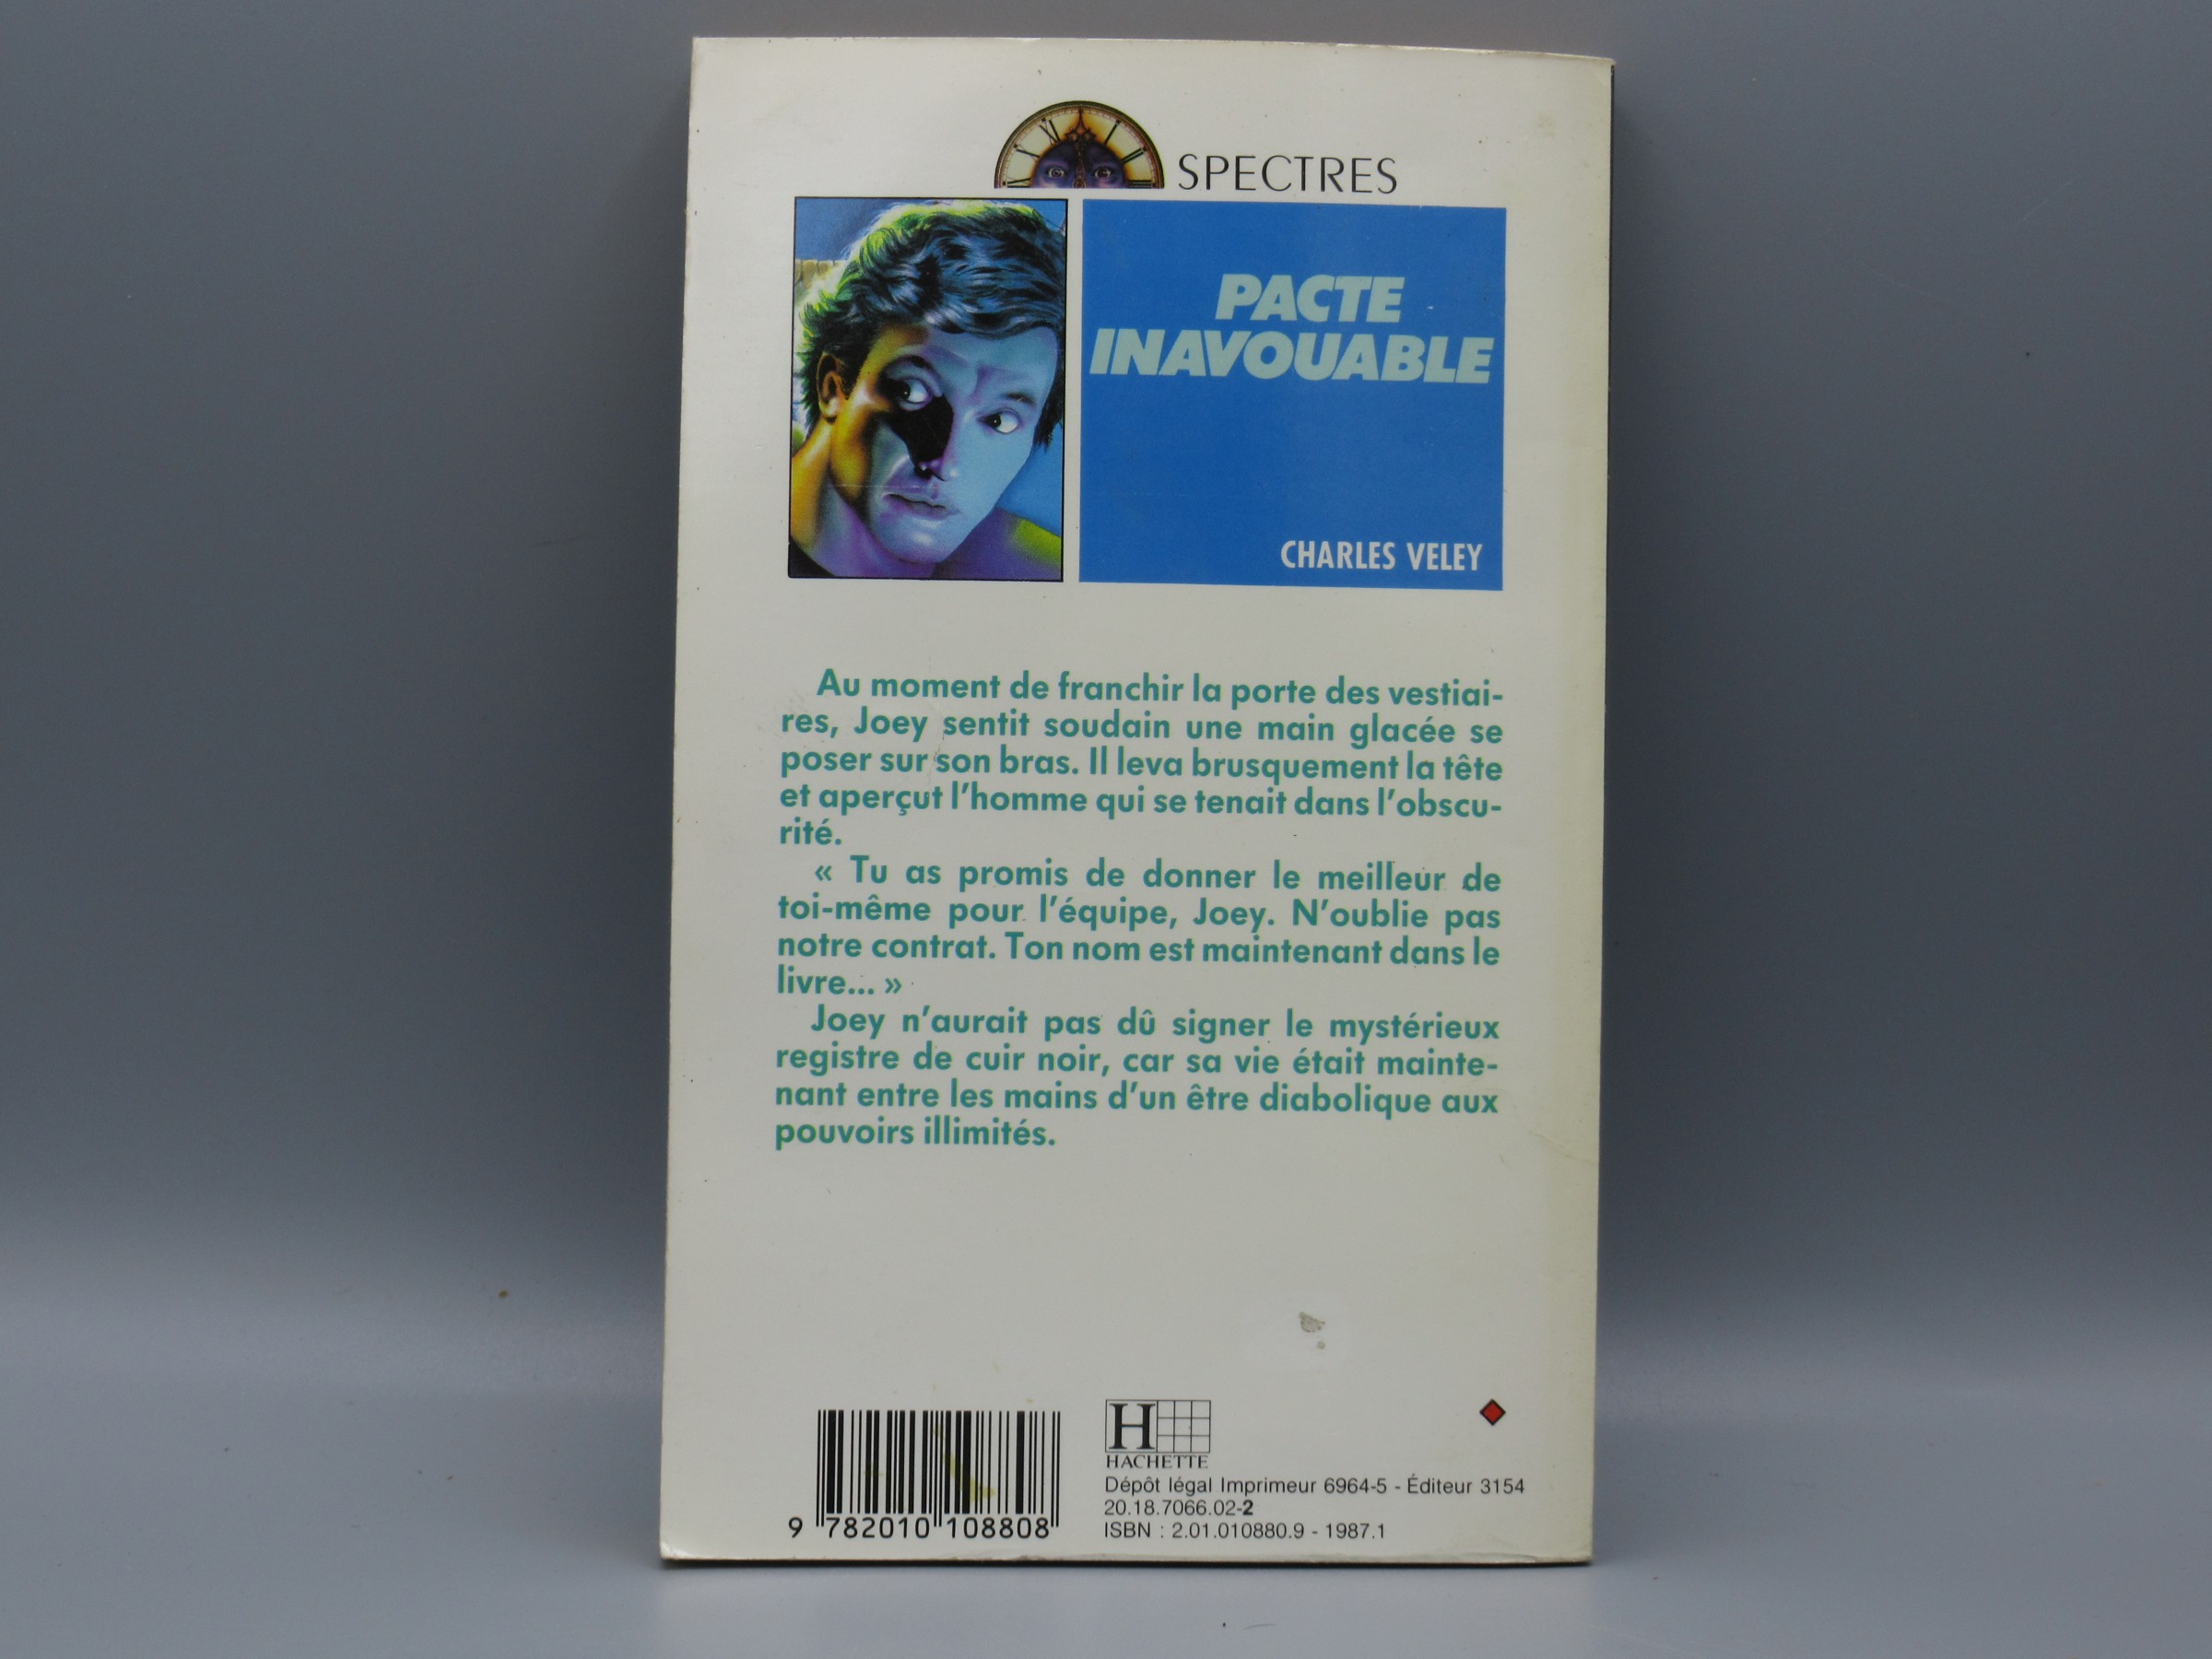 SPECTRES
PACTE
INAVOUABLE
CHARLES VELEY
Au moment de franchir la porte des vestiai-
res, Joey sentit soudain une main glacée se
poser sur son bras. Il leva brusquement la tête
et aperçut l'homme qui se tenait dans l'obscu-
rité.
« Tu as promis de donner le meilleur de
toi-même pour l'équipe, Joey. N'oublie pas
notre contrat. Ton nom est maintenant dans le
livre... »
Joey n'aurait pas dû signer le mystérieux
registre de cuir noir, car sa vie était mainte-
nant entre les mains d'un être diabolique aux
pouvoirs illimités.
9 782010 108808
H
HACHETTE
Dépôt légal Imprimeur 6964-5 - Éditeur 3154
20.18.7066.02-2
ISBN : 2.01.010880.9 - 1987.1